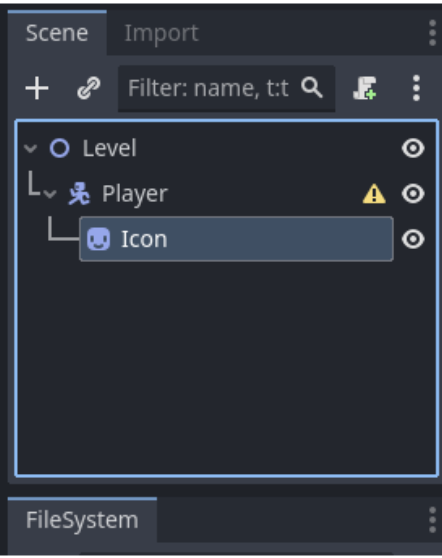 Scene Import
Filter: name, t:t
Level
Player
Icon
FileSystem